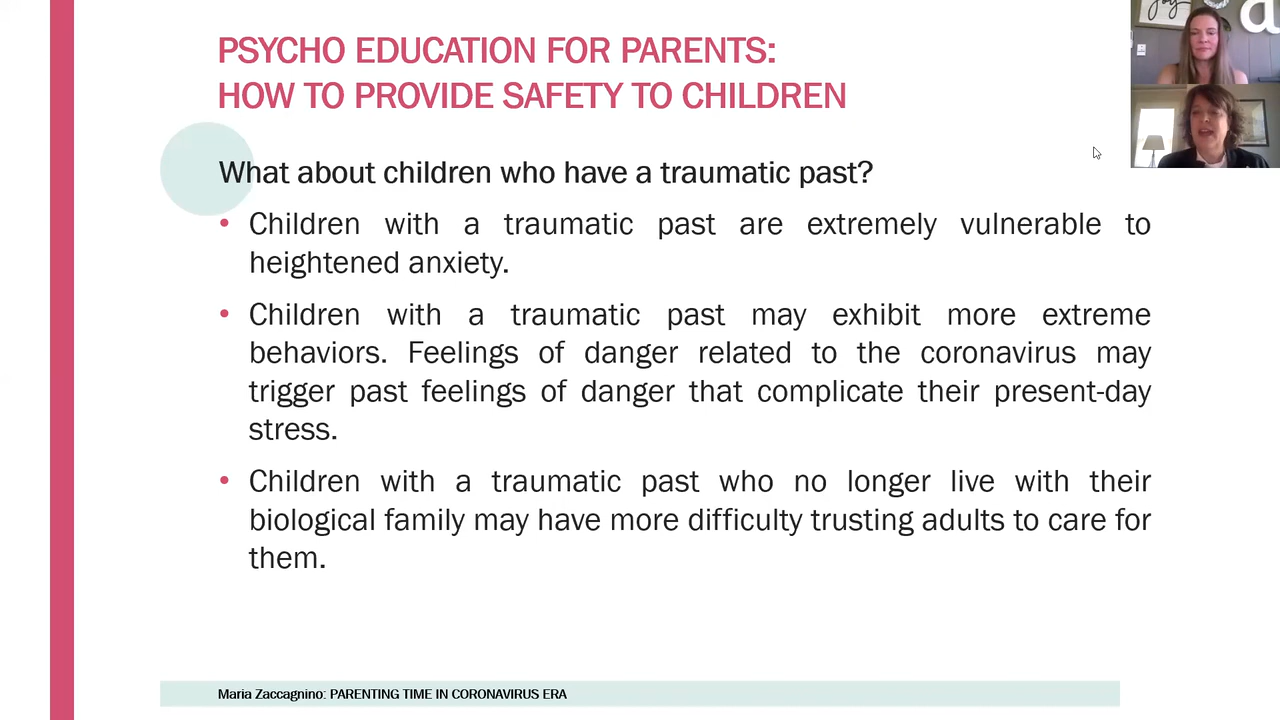 PSYCHO EDUCATION FOR PARENTS:
HOW TO PROVIDE SAFETY TO CHILDREN
What about children who have a traumatic past?
• Children with a traumatic past are extremely vulnerable to
heightened anxiety.
• Children with a traumatic past may exhibit more extreme
behaviors. Feelings of danger related to the coronavirus may
trigger past feelings of danger that complicate their present-day
stress.
• Children with a traumatic past who no longer live with their
biological family may have more difficulty trusting adults to care for
them.
Maria Zaccagnino: PARENTING TIME IN CORONAVIRUS ERA